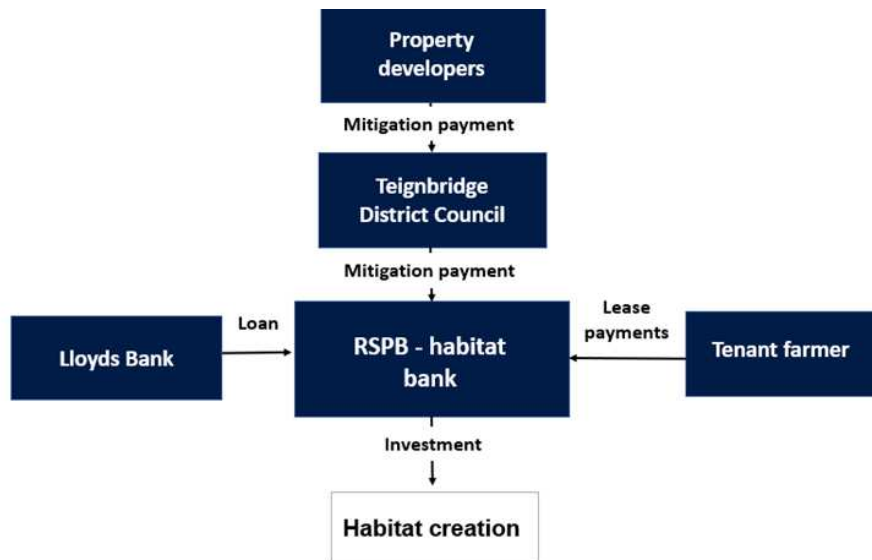 Property
developers
Mitigation payment
Teignbridge
District Council
Mitigation payment
Lloyds Bank
Loan
RSPB - habitat
bank
Lease
payments
Tenant farmer
Investment
Habitat creation